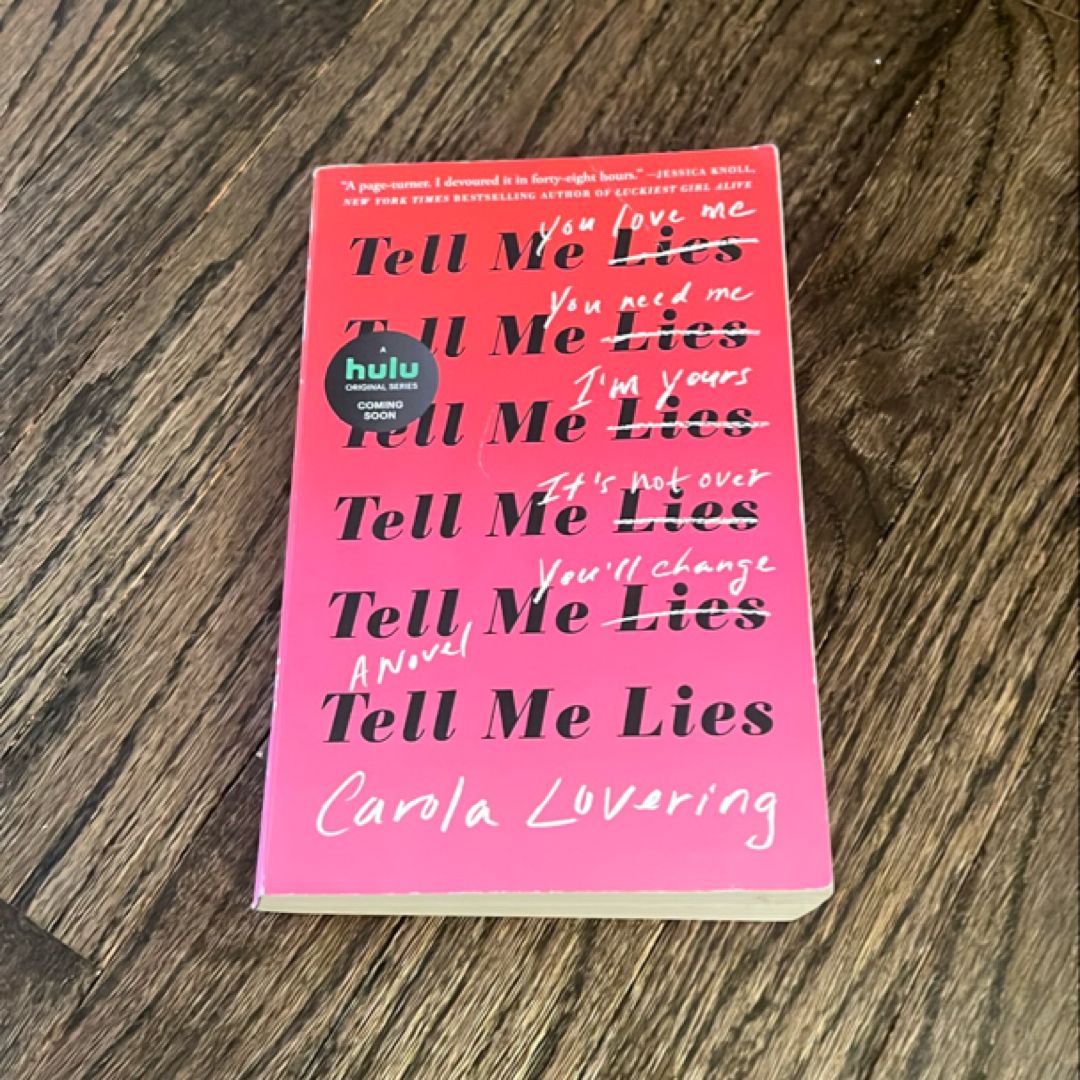 "A page-turner. I devoured it in forty-eight hours." —JESSICA KNOLL,
NEW YORK TIMES BESTSELLING AUTHOR OF LUCKIEST GIRL ALIVE
you love me
Tell Me Lies
You need me
Tell Me Lies
A
hulu
ORIGINAL SERIES
COMING
SOON
I'm yours
Tell Me Lies
It's not over
Tell Me Lies
You'll change
Tell Me Lies
A Novel
Tell Me Lies
Carola Lovering